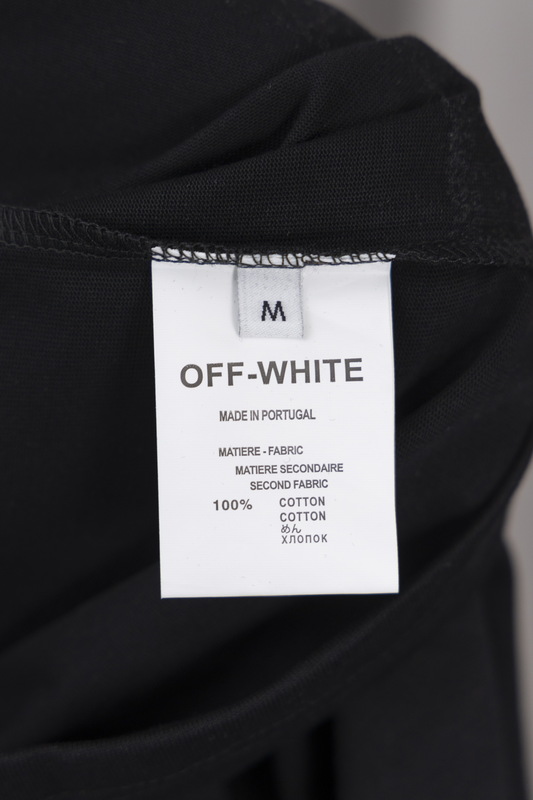 M
OFF-WHITE
MADE IN PORTUGAL
MATIERE - FABRIC
MATIERE SECONDAIRE
SECOND FABRIC
100% COTTON
COTTON
めん
ХЛОПОК